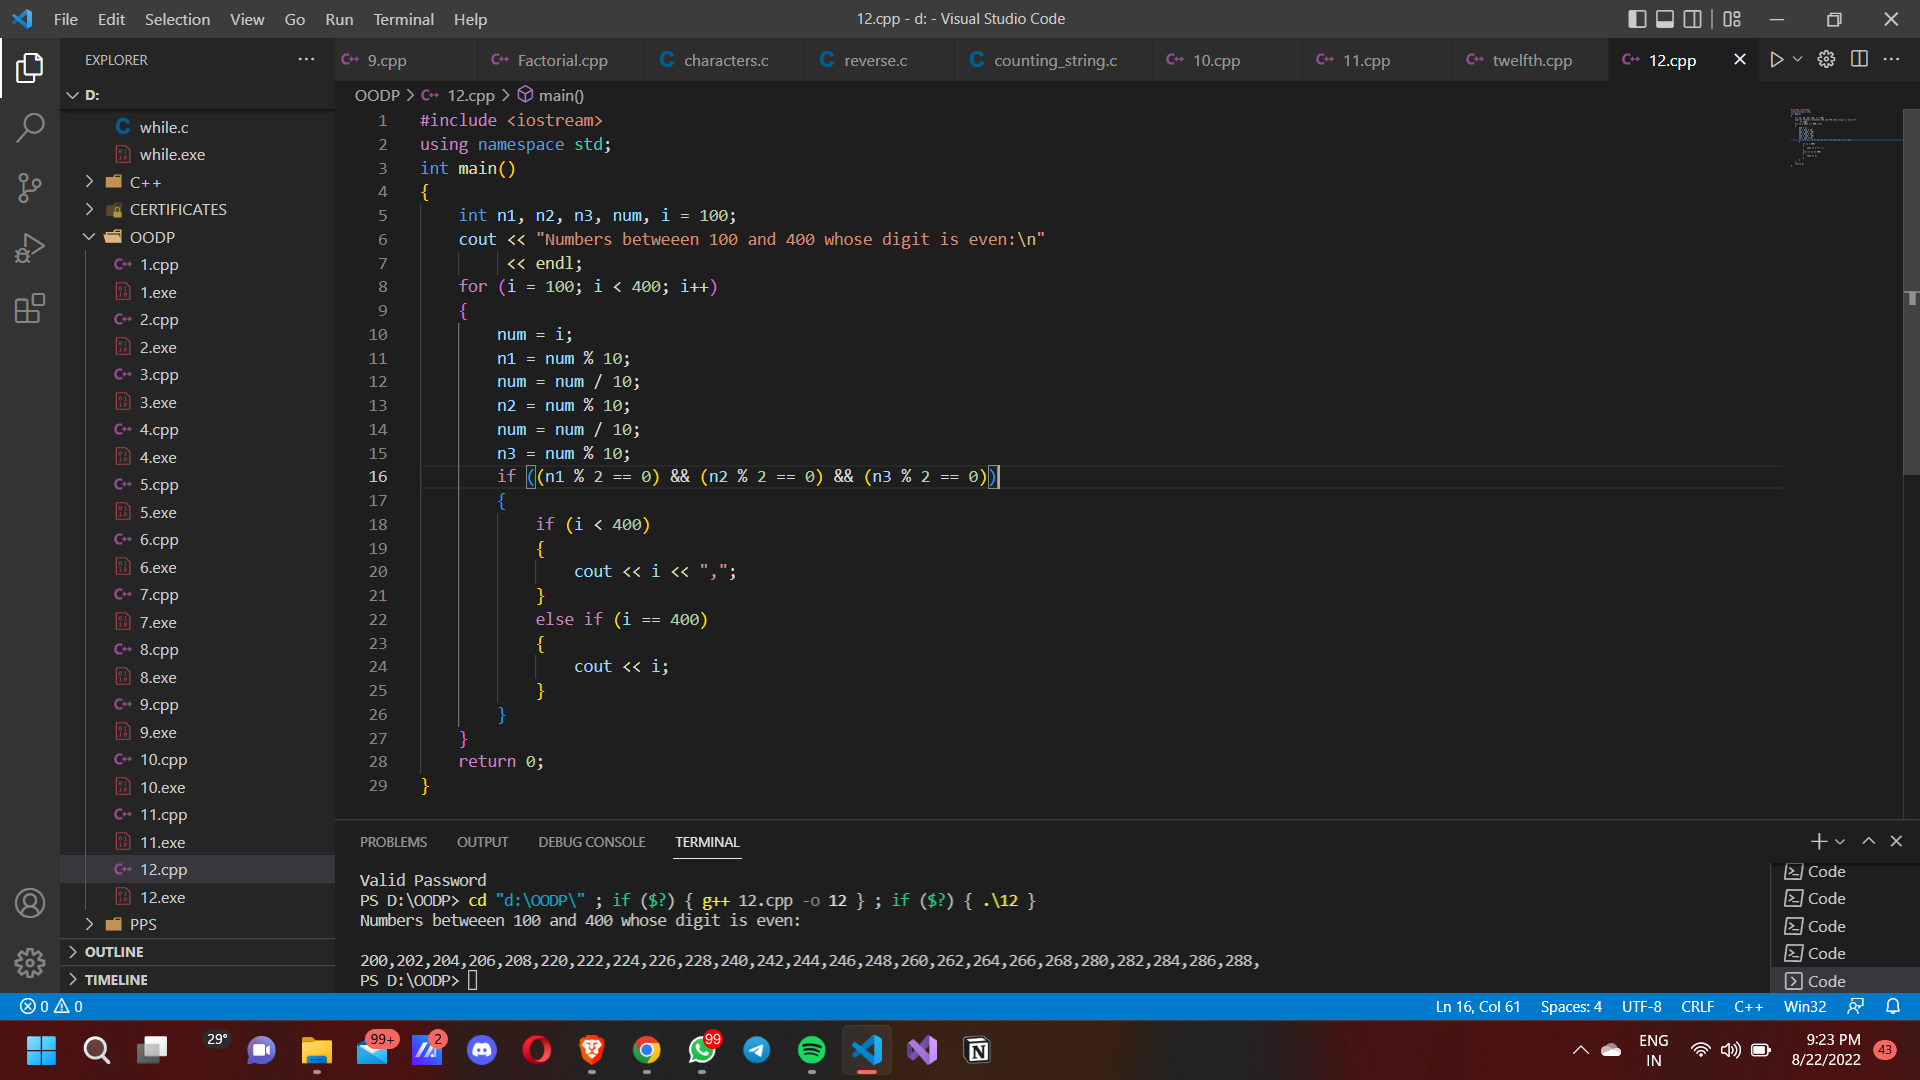 File Edit Selection View Go Run Terminal Help
12.cpp - d: - Visual Studio Code
EXPLORER
9.cpp
Factorial.cpp
characters.c
reverse.c
counting_string.c
10.cpp
11.cpp
twelfth.cpp
12.cpp
D:
while.c
while.exe
C++
CERTIFICATES
OODP
1.cpp
1.exe
2.cpp
2.exe
3.cpp
3.exe
4.cpp
4.exe
5.cpp
5.exe
6.cpp
6.exe
7.cpp
7.exe
8.cpp
8.exe
9.cpp
9.exe
10.cpp
10.exe
11.cpp
11.exe
12.cpp
12.exe
PPS
OUTLINE
TIMELINE
OODP > 12.cpp > main()
1 #include <iostream>
2 using namespace std;
3 int main()
4 {
5 int n1, n2, n3, num, i = 100;
6 cout << "Numbers betweeen 100 and 400 whose digit is even:\n"
7 << endl;
8 for (i = 100; i < 400; i++)
9 {
10 num = i;
11 n1 = num % 10;
12 num = num / 10;
13 n2 = num % 10;
14 num = num / 10;
15 n3 = num % 10;
16 if ((n1 % 2 == 0) && (n2 % 2 == 0) && (n3 % 2 == 0))
17 {
18 if (i < 400)
19 {
20 cout << i << ",";
21 }
22 else if (i == 400)
23 {
24 cout << i;
25 }
26 }
27 }
28 return 0;
29 }
PROBLEMS OUTPUT DEBUG CONSOLE TERMINAL
Valid Password
PS D:\OODP> cd "d:\OODP\" ; if ($?) { g++ 12.cpp -o 12 } ; if ($?) { .\12 }
Numbers betweeen 100 and 400 whose digit is even:
200,202,204,206,208,220,222,224,226,228,240,242,244,246,248,260,262,264,266,268,280,282,284,286,288,
PS D:\OODP>
Code
Code
Code
Code
Code
0 0
Ln 16, Col 61 Spaces: 4 UTF-8 CRLF C++ Win32
29°
99+
2
99
ENG
IN
9:23 PM
8/22/2022
43